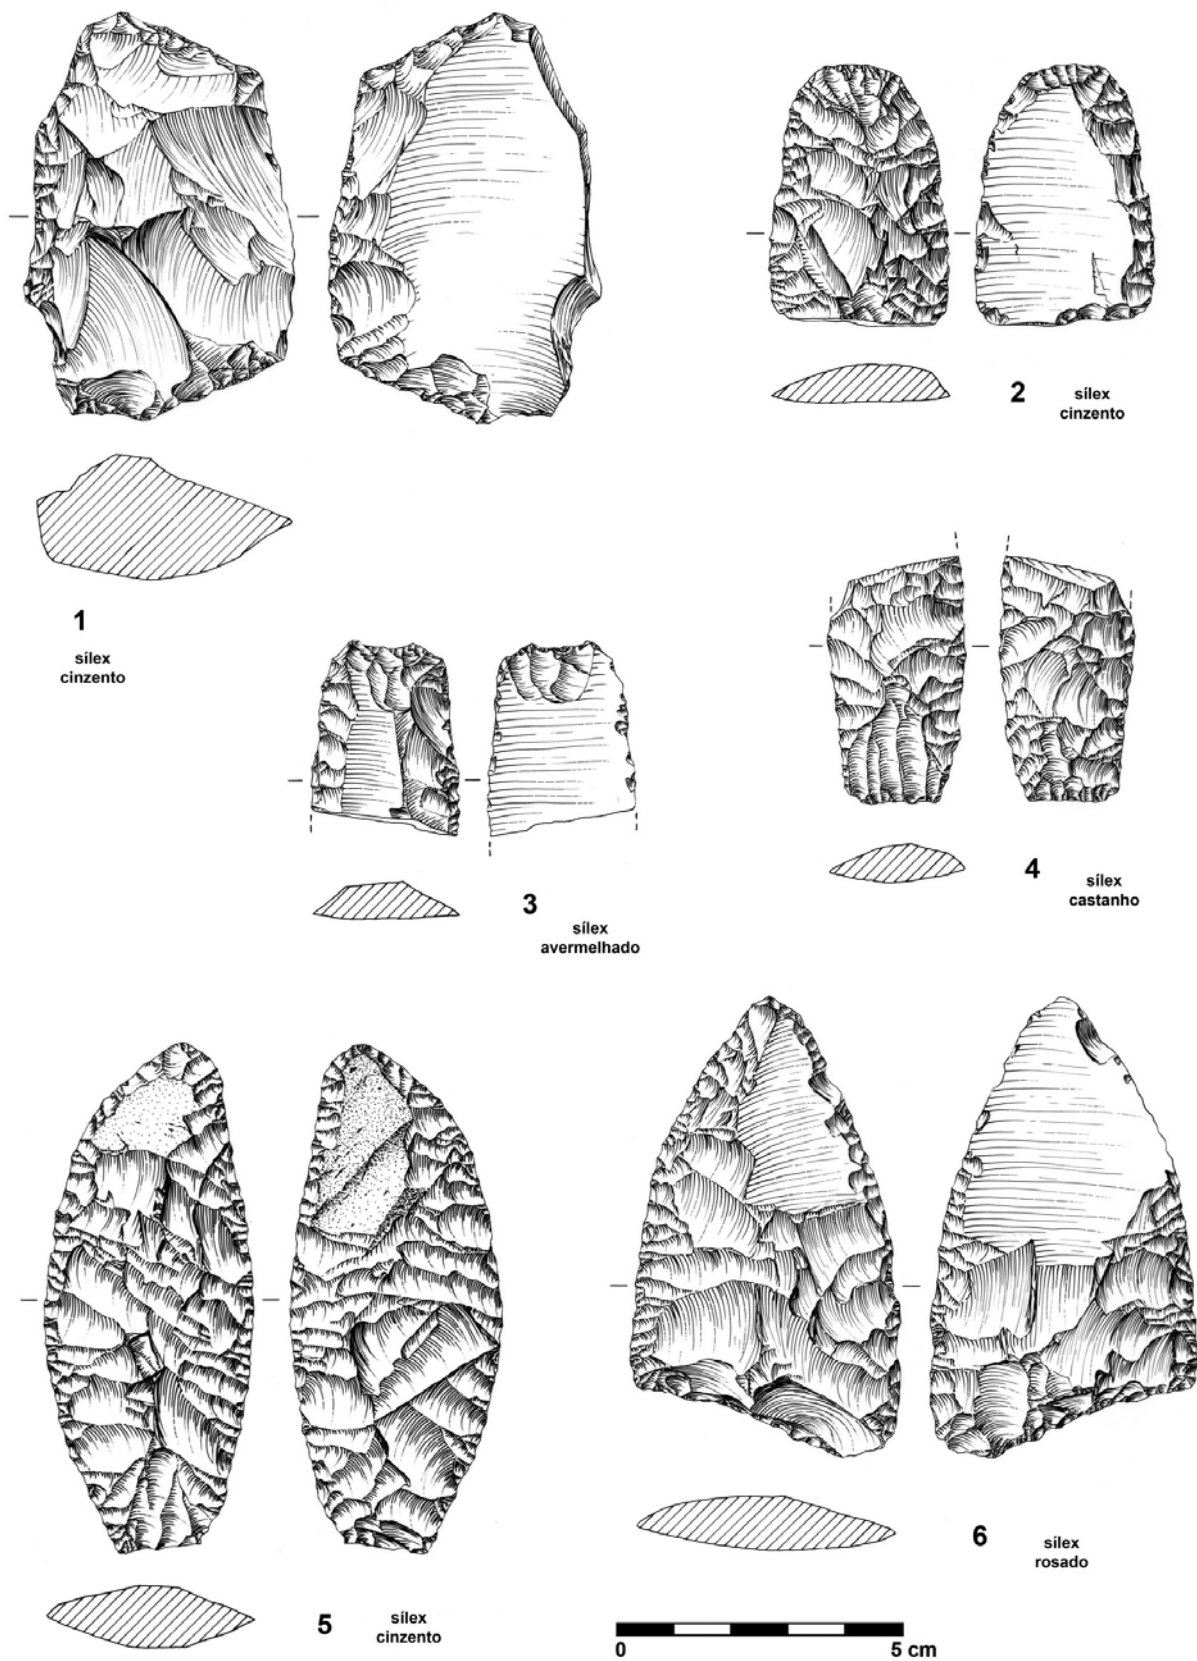 2
sílex
cinzento
1
sílex
cinzento
4
sílex
castanho
3
sílex
avermelhado
6
sílex
rosado
5
sílex
cinzento
0
5 cm